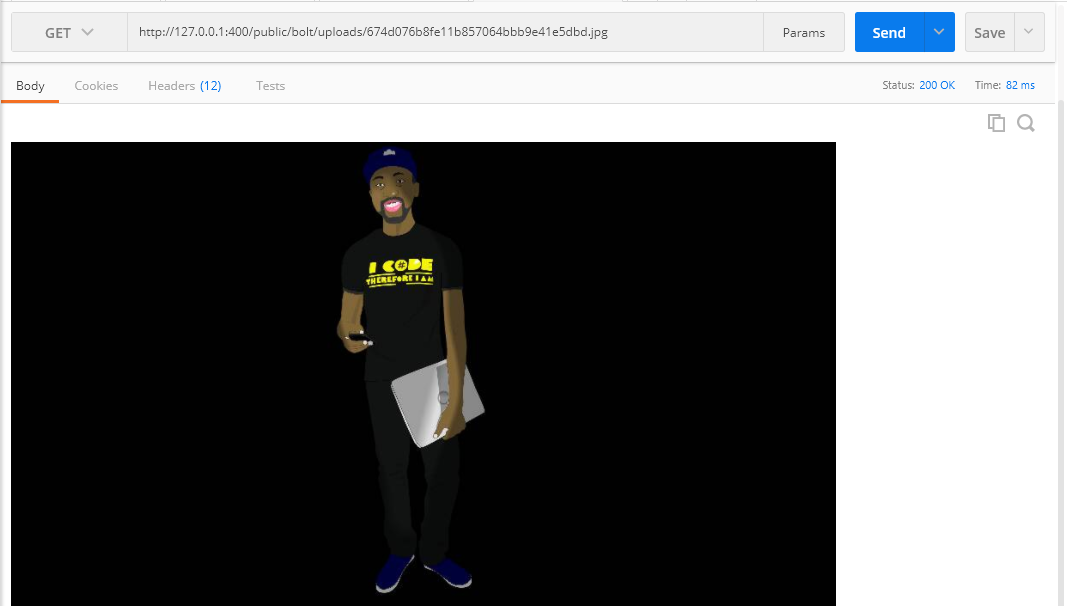 GET http://127.0.0.1:400/public/bolt/uploads/674d076b8fe11b857064bbb9e41e5dbd.jpg Params Send Save
Body Cookies Headers (12) Tests Status: 200 OK Time: 82 ms
I C#DE
THEREFORE I AM